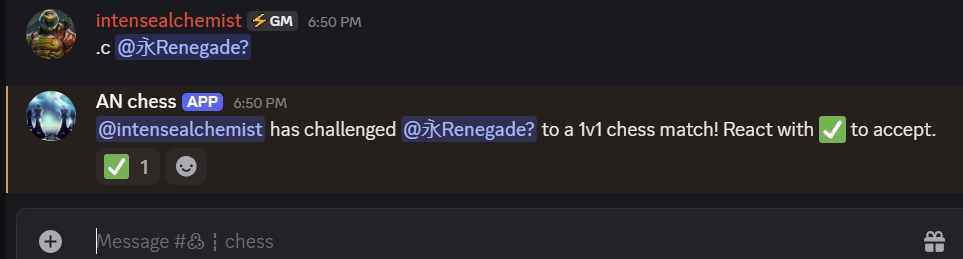 intensealchemist ⚡GM 6:50 PM
.c @永Renegade?
AN chess APP 6:50 PM
@intensealchemist has challenged @永Renegade? to a 1v1 chess match! React with ✅ to accept.
✅ 1
Message #♙ ¦ chess